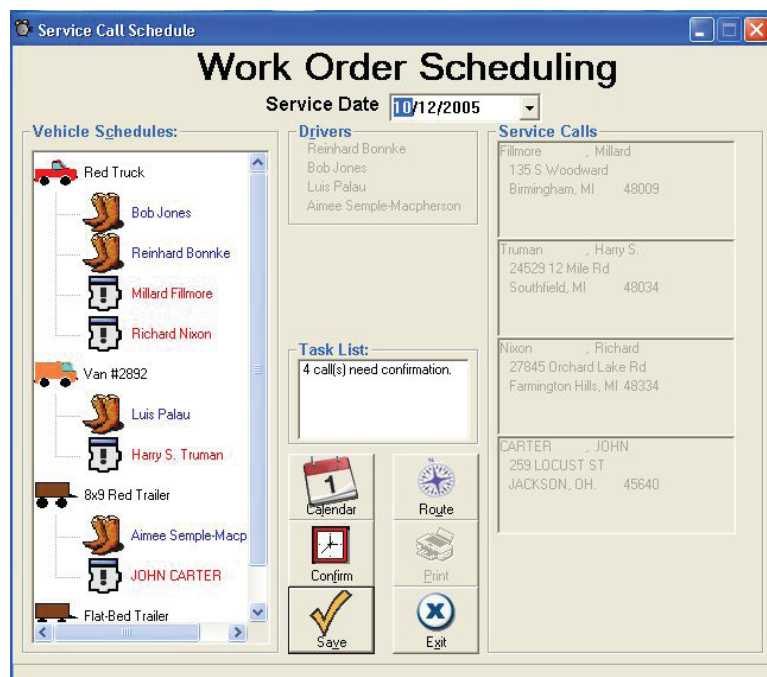 Service Call Schedule
Work Order Scheduling
Service Date 10/12/2005
Vehicle Schedules:
Red Truck
Bob Jones
Reinhard Bonnke
Millard Fillmore
Richard Nixon
Van #2892
Luis Palau
Harry S. Truman
8x9 Red Trailer
Aimee Semple-Macp
JOHN CARTER
Flat-Bed Trailer
Drivers
Reinhard Bonnke
Bob Jones
Luis Palau
Aimee Semple-Macpherson
Task List:
4 call(s) need confirmation.
1
Calendar
N
Route
Confirm
Print
Save
X
Exit
Service Calls
Fillmore , Millard
135 S Woodward
Birmingham, MI 48009
Truman , Harry S.
24529 12 Mile Rd
Southfield, MI 48034
Nixon , Richard
27845 Orchard Lake Rd
Farmington Hills, MI 48334
CARTER , JOHN
259 LOCUST ST
JACKSON, OH. 45640